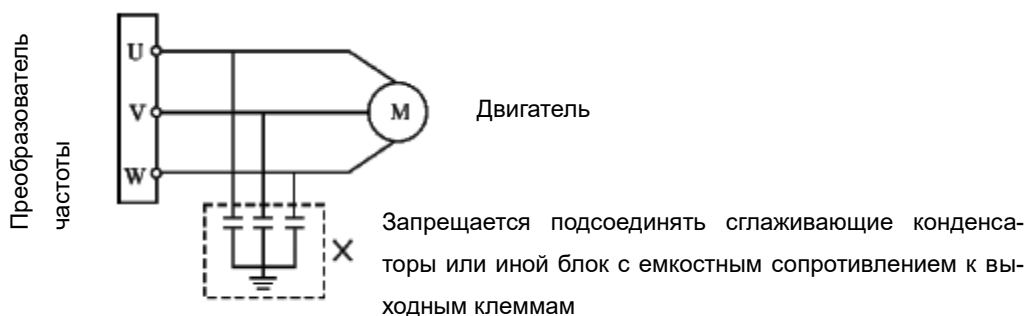 Преобразователь
частоты
U
V
W
M
Двигатель
X
Запрещается подсоединять сглаживающие конденса-
торы или иной блок с емкостным сопротивлением к вы-
ходным клеммам